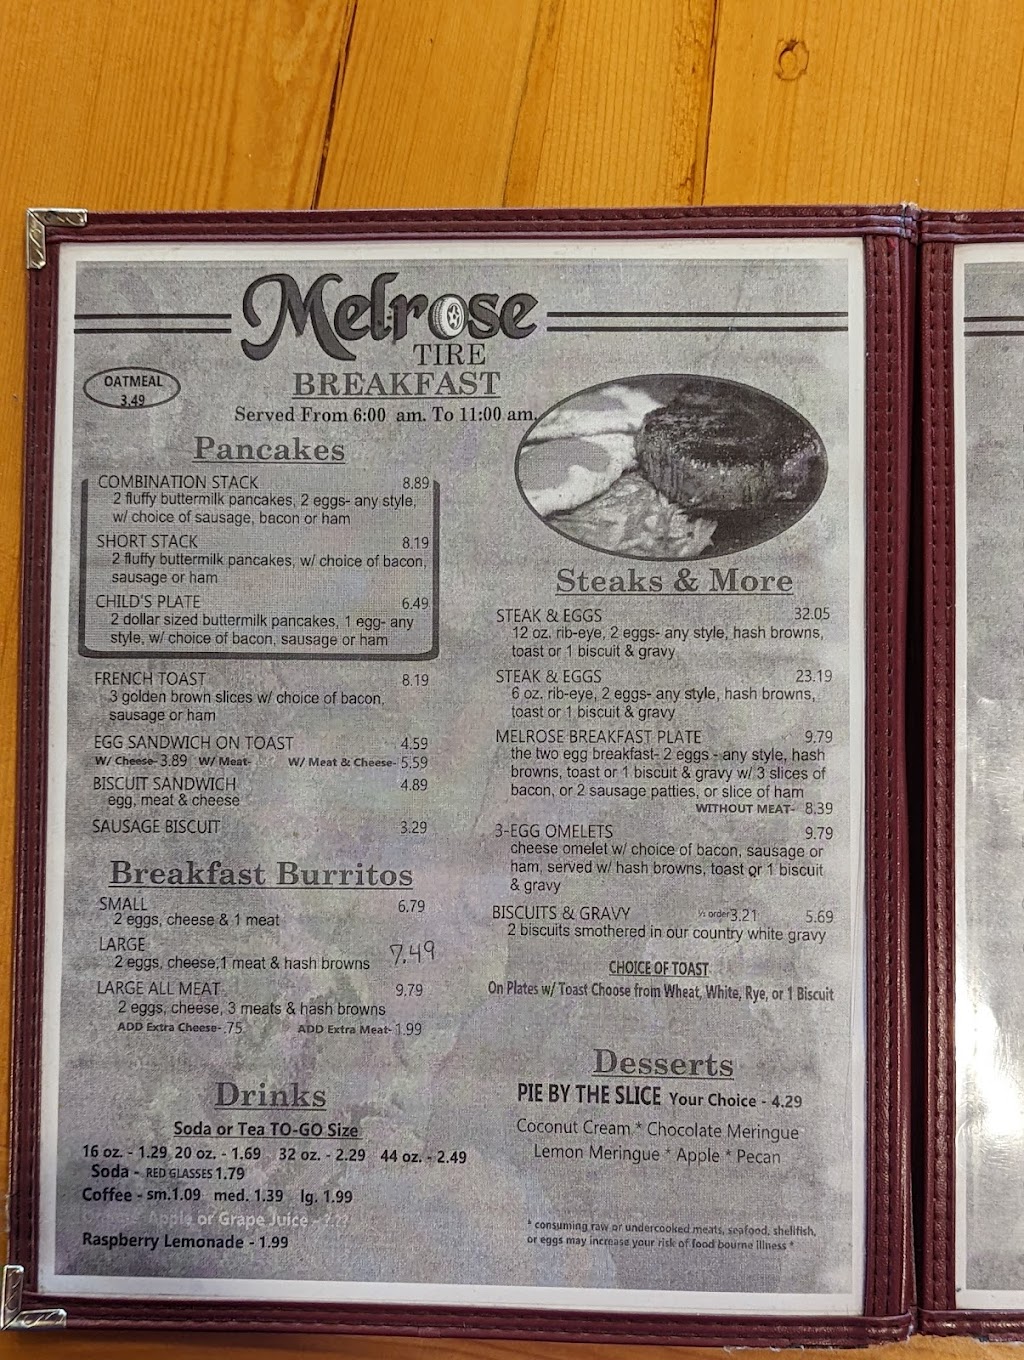 Melrose
TIRE
BREAKFAST
Served From 6:00 am. To 11:00 am.
OATMEAL
3.49
Pancakes
COMBINATION STACK 8.89
2 fluffy buttermilk pancakes, 2 eggs- any style,
w/ choice of sausage, bacon or ham
SHORT STACK 8.19
2 fluffy buttermilk pancakes, w/ choice of bacon,
sausage or ham
CHILD'S PLATE 6.49
2 dollar sized buttermilk pancakes, 1 egg- any
style, w/ choice of bacon, sausage or ham
FRENCH TOAST 8.19
3 golden brown slices w/ choice of bacon,
sausage or ham
EGG SANDWICH ON TOAST 4.59
W/ Cheese- 3.89 W/ Meat- W/ Meat & Cheese- 5.59
BISCUIT SANDWICH 4.89
egg, meat & cheese
SAUSAGE BISCUIT 3.29
Breakfast Burritos
SMALL 6.79
2 eggs, cheese & 1 meat
LARGE 7.49
2 eggs, cheese,1 meat & hash browns
LARGE ALL MEAT 9.79
2 eggs, cheese, 3 meats & hash browns
ADD Extra Cheese- .75 ADD Extra Meat- 1.99
Drinks
Soda or Tea TO-GO Size
16 oz. - 1.29 20 oz. - 1.69 32 oz. - 2.29 44 oz. - 2.49
Soda - RED GLASSES 1.79
Coffee - sm.1.09 med. 1.39 lg. 1.99
Apple or Grape Juice -
Raspberry Lemonade - 1.99
Steaks & More
STEAK & EGGS 32.05
12 oz. rib-eye, 2 eggs- any style, hash browns,
toast or 1 biscuit & gravy
STEAK & EGGS 23.19
6 oz. rib-eye, 2 eggs- any style, hash browns,
toast or 1 biscuit & gravy
MELROSE BREAKFAST PLATE 9.79
the two egg breakfast- 2 eggs - any style, hash
browns, toast or 1 biscuit & gravy w/ 3 slices of
bacon, or 2 sausage patties, or slice of ham
WITHOUT MEAT- 8.39
3-EGG OMELETS 9.79
cheese omelet w/ choice of bacon, sausage or
ham, served w/ hash browns, toast or 1 biscuit
& gravy
BISCUITS & GRAVY ½ order 3.21 5.69
2 biscuits smothered in our country white gravy
CHOICE OF TOAST
On Plates w/ Toast Choose from Wheat, White, Rye, or 1 Biscuit
Desserts
PIE BY THE SLICE Your Choice - 4.29
Coconut Cream * Chocolate Meringue
Lemon Meringue * Apple * Pecan
* consuming raw or undercooked meats, seafood, shellfish,
or eggs may increase your risk of food bourne illness *